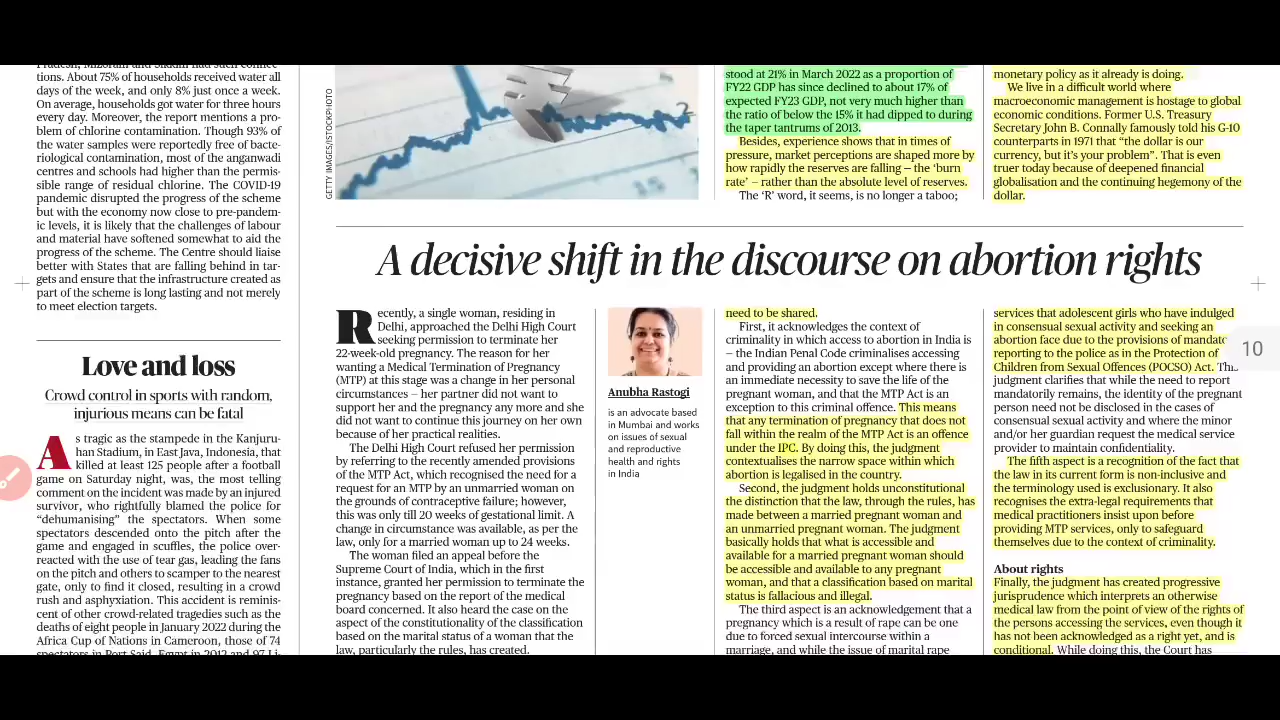 Pradesh, Mizoram and Sikkim had such connec-
tions. About 75% of households received water all
days of the week, and only 8% just once a week.
On average, households got water for three hours
every day. Moreover, the report mentions a pro-
blem of chlorine contamination. Though 93% of
the water samples were reportedly free of bacte-
riological contamination, most of the anganwadi
centres and schools had higher than the permis-
sible range of residual chlorine. The COVID-19
pandemic disrupted the progress of the scheme
but with the economy now close to pre-pandem-
ic levels, it is likely that the challenges of labour
and material have softened somewhat to aid the
progress of the scheme. The Centre should liaise
better with States that are falling behind in tar-
gets and ensure that the infrastructure created as
part of the scheme is long lasting and not merely
to meet election targets.
Love and loss
Crowd control in sports with random,
injurious means can be fatal
As tragic as the stampede in the Kanjuru-
han Stadium, in East Java, Indonesia, that
killed at least 125 people after a football
game on Saturday night, was, the most telling
comment on the incident was made by an injured
survivor, who rightfully blamed the police for
“dehumanising” the spectators. When some
spectators descended onto the pitch after the
game and engaged in scuffles, the police over-
reacted with the use of tear gas, leading the fans
on the pitch and others to scamper to the nearest
gate, only to find it closed, resulting in a crowd
rush and asphyxiation. This accident is reminis-
cent of other crowd-related tragedies such as the
deaths of eight people in January 2022 during the
Africa Cup of Nations in Cameroon, those of 74
spectators in Port Said, Egypt in 2012 and 97 Li-
GETTY IMAGES/ISTOCKPHOTO
stood at 21% in March 2022 as a proportion of
FY22 GDP has since declined to about 17% of
expected FY23 GDP, not very much higher than
the ratio of below the 15% it had dipped to during
the taper tantrums of 2013.
Besides, experience shows that in times of
pressure, market perceptions are shaped more by
how rapidly the reserves are falling – the ‘burn
rate’ – rather than the absolute level of reserves.
The ‘R’ word, it seems, is no longer a taboo;
monetary policy as it already is doing.
We live in a difficult world where
macroeconomic management is hostage to global
economic conditions. Former U.S. Treasury
Secretary John B. Connally famously told his G-10
counterparts in 1971 that “the dollar is our
currency, but it’s your problem”. That is even
truer today because of deepened financial
globalisation and the continuing hegemony of the
dollar.
A decisive shift in the discourse on abortion rights
Recently, a single woman, residing in
Delhi, approached the Delhi High Court
seeking permission to terminate her
22-week-old pregnancy. The reason for her
wanting a Medical Termination of Pregnancy
(MTP) at this stage was a change in her personal
circumstances – her partner did not want to
support her and the pregnancy any more and she
did not want to continue this journey on her own
because of her practical realities.
The Delhi High Court refused her permission
by referring to the recently amended provisions
of the MTP Act, which recognised the need for a
request for an MTP by an unmarried woman on
the grounds of contraceptive failure; however,
this was only till 20 weeks of gestational limit. A
change in circumstance was available, as per the
law, only for a married woman up to 24 weeks.
The woman filed an appeal before the
Supreme Court of India, which in the first
instance, granted her permission to terminate the
pregnancy based on the report of the medical
board concerned. It also heard the case on the
aspect of the constitutionality of the classification
based on the marital status of a woman that the
law, particularly the rules, has created.
Anubha Rastogi
is an advocate based
in Mumbai and works
on issues of sexual
and reproductive
health and rights
in India
need to be shared.
First, it acknowledges the context of
criminality in which access to abortion in India is
– the Indian Penal Code criminalises accessing
and providing an abortion except where there is
an immediate necessity to save the life of the
pregnant woman, and that the MTP Act is an
exception to this criminal offence. This means
that any termination of pregnancy that does not
fall within the realm of the MTP Act is an offence
under the IPC. By doing this, the judgment
contextualises the narrow space within which
abortion is legalised in the country.
Second, the judgment holds unconstitutional
the distinction that the law, through the rules, has
made between a married pregnant woman and
an unmarried pregnant woman. The judgment
basically holds that what is accessible and
available for a married pregnant woman should
be accessible and available to any pregnant
woman, and that a classification based on marital
status is fallacious and illegal.
The third aspect is an acknowledgement that a
pregnancy which is a result of rape can be one
due to forced sexual intercourse within a
marriage, and while the issue of marital rape
services that adolescent girls who have indulged
in consensual sexual activity and seeking an
abortion face due to the provisions of
reporting to the police as in the Protection of
Children from Sexual Offences (POCSO) Act.
judgment clarifies that while the need to report
mandatorily remains, the identity of the pregnant
person need not be disclosed in the cases of
consensual sexual activity and where the minor
and/or her guardian request the medical service
provider to maintain confidentiality.
The fifth aspect is a recognition of the fact that
the law in its current form is non-inclusive and
the terminology used is exclusionary. It also
recognises the extra-legal requirements that
medical practitioners insist upon before
providing MTP services, only to safeguard
themselves due to the context of criminality.
About rights
Finally, the judgment has created progressive
jurisprudence which interprets an otherwise
medical law from the point of view of the rights of
the persons accessing the services, even though it
has not been acknowledged as a right yet, and is
conditional. While doing this, the Court has
10